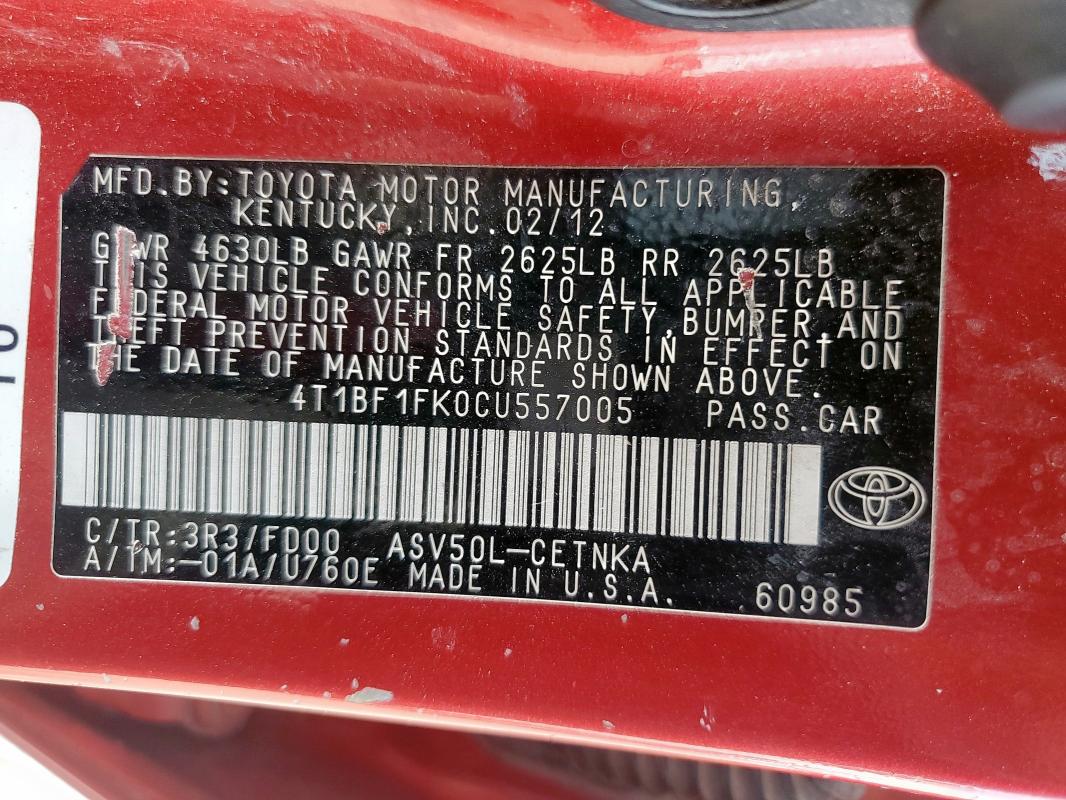 MFD.BY:TOYOTA MOTOR MANUFACTURING,
KENTUCKY, INC. 02/12
GVWR 4630LB GAWR FR 2625LB RR 2625LB
THIS VEHICLE CONFORMS TO ALL APPLICABLE
FEDERAL MOTOR VEHICLE SAFETY,BUMPER,AND
THEFT PREVENTION STANDARDS IN EFFECT ON
THE DATE OF MANUFACTURE SHOWN ABOVE.
4T1BF1FK0CU557005 PASS.CAR
C/TR:3R3/FD00 ASV50L-CETNKA
A/TM:-01A/U760E MADE IN U.S.A. 60985